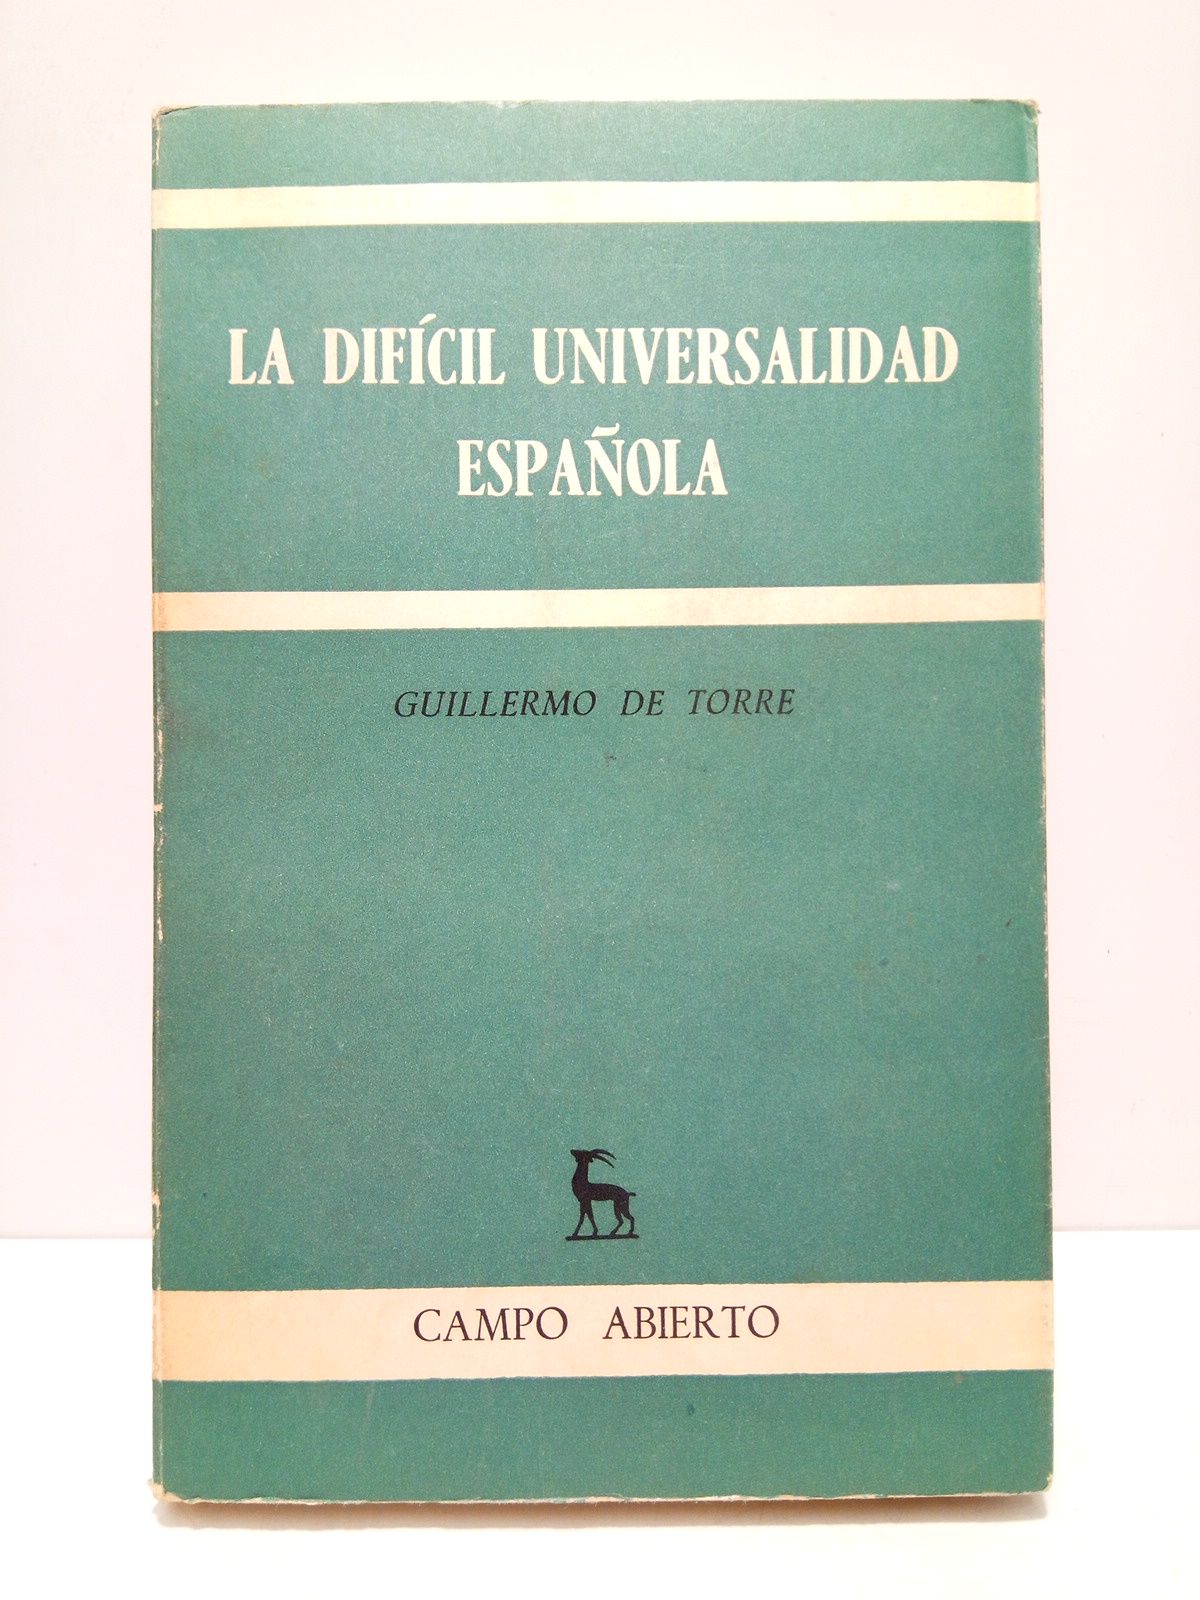 LA DIFÍCIL UNIVERSALIDAD
ESPAÑOLA
GUILLERMO DE TORRE
CAMPO ABIERTO